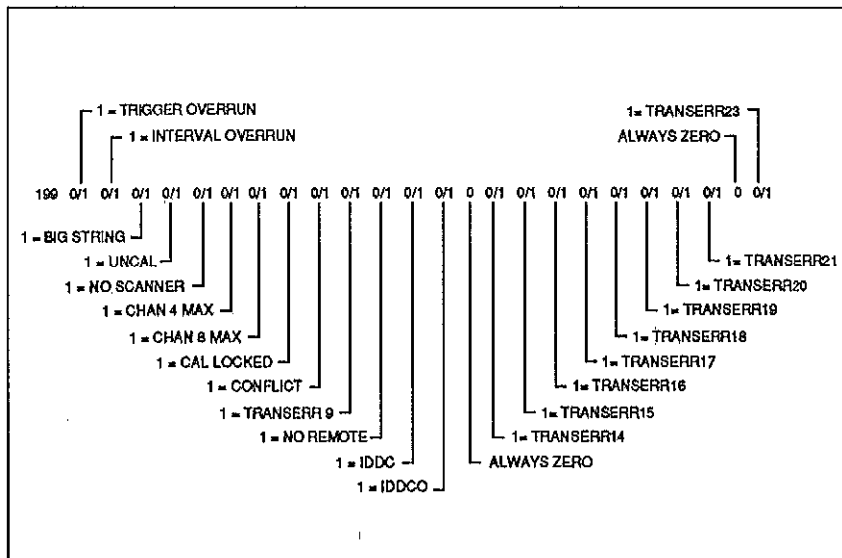 1 = TRIGGER OVERRUN
1= TRANSERR23
1 = INTERVAL OVERRUN
ALWAYS ZERO
199 0/1 0/1 0/1 0/1 0/1 0/1 0/1 0/1 0/1 0/1 0/1 0/1 0/1 0 0/1 0/1 0/1 0/1 0/1 0/1 0/1 0/1 0 0/1
1 = BIG STRING
1 = UNCAL
1= TRANSERR21
1 = NO SCANNER
1= TRANSERR20
1 = CHAN 4 MAX
1= TRANSERR19
1 = CHAN 8 MAX
1= TRANSERR18
1 = CAL LOCKED
1= TRANSERR17
1 = CONFLICT
1= TRANSERR16
1 = TRANSERR 9
1= TRANSERR15
1 = NO REMOTE
1= TRANSERR14
1 = IDDC
ALWAYS ZERO
1 = IDDCO